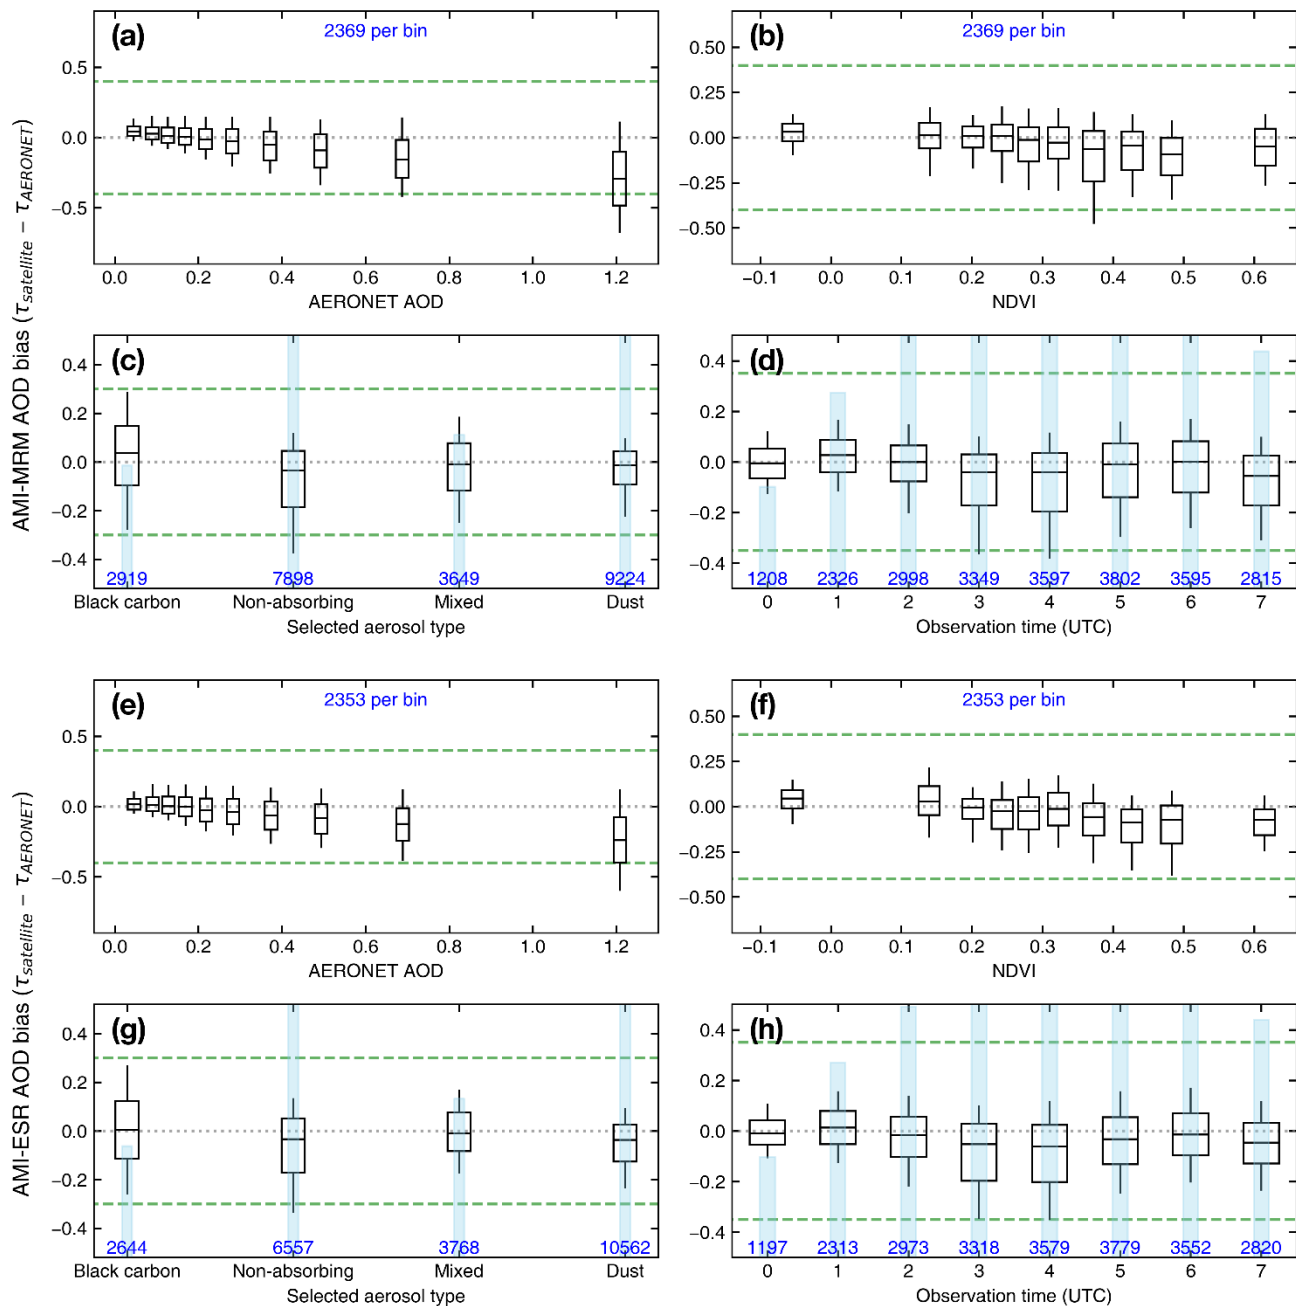 AMI-MRM AOD bias (τsatellite − τAERONET)
(a)
2369 per bin
0.5
0.0
−0.5
0.0 0.2 0.4 0.6 0.8 1.0 1.2
AERONET AOD
(b)
2369 per bin
0.50
0.25
0.00
−0.25
−0.50
−0.1 0.0 0.1 0.2 0.3 0.4 0.5 0.6
NDVI
(c)
0.4
0.2
0.0
−0.2
−0.4
2919 7898 3649 9224
Black carbon Non-absorbing Mixed Dust
Selected aerosol type
(d)
0.4
0.2
0.0
−0.2
−0.4
1208 2326 2998 3349 3597 3802 3595 2815
0 1 2 3 4 5 6 7
Observation time (UTC)
AMI-ESR AOD bias (τsatellite − τAERONET)
(e)
2353 per bin
0.5
0.0
−0.5
0.0 0.2 0.4 0.6 0.8 1.0 1.2
AERONET AOD
(f)
2353 per bin
0.50
0.25
0.00
−0.25
−0.50
−0.1 0.0 0.1 0.2 0.3 0.4 0.5 0.6
NDVI
(g)
0.4
0.2
0.0
−0.2
−0.4
2644 6557 3768 10562
Black carbon Non-absorbing Mixed Dust
Selected aerosol type
(h)
0.4
0.2
0.0
−0.2
−0.4
1197 2313 2973 3318 3579 3779 3552 2820
0 1 2 3 4 5 6 7
Observation time (UTC)